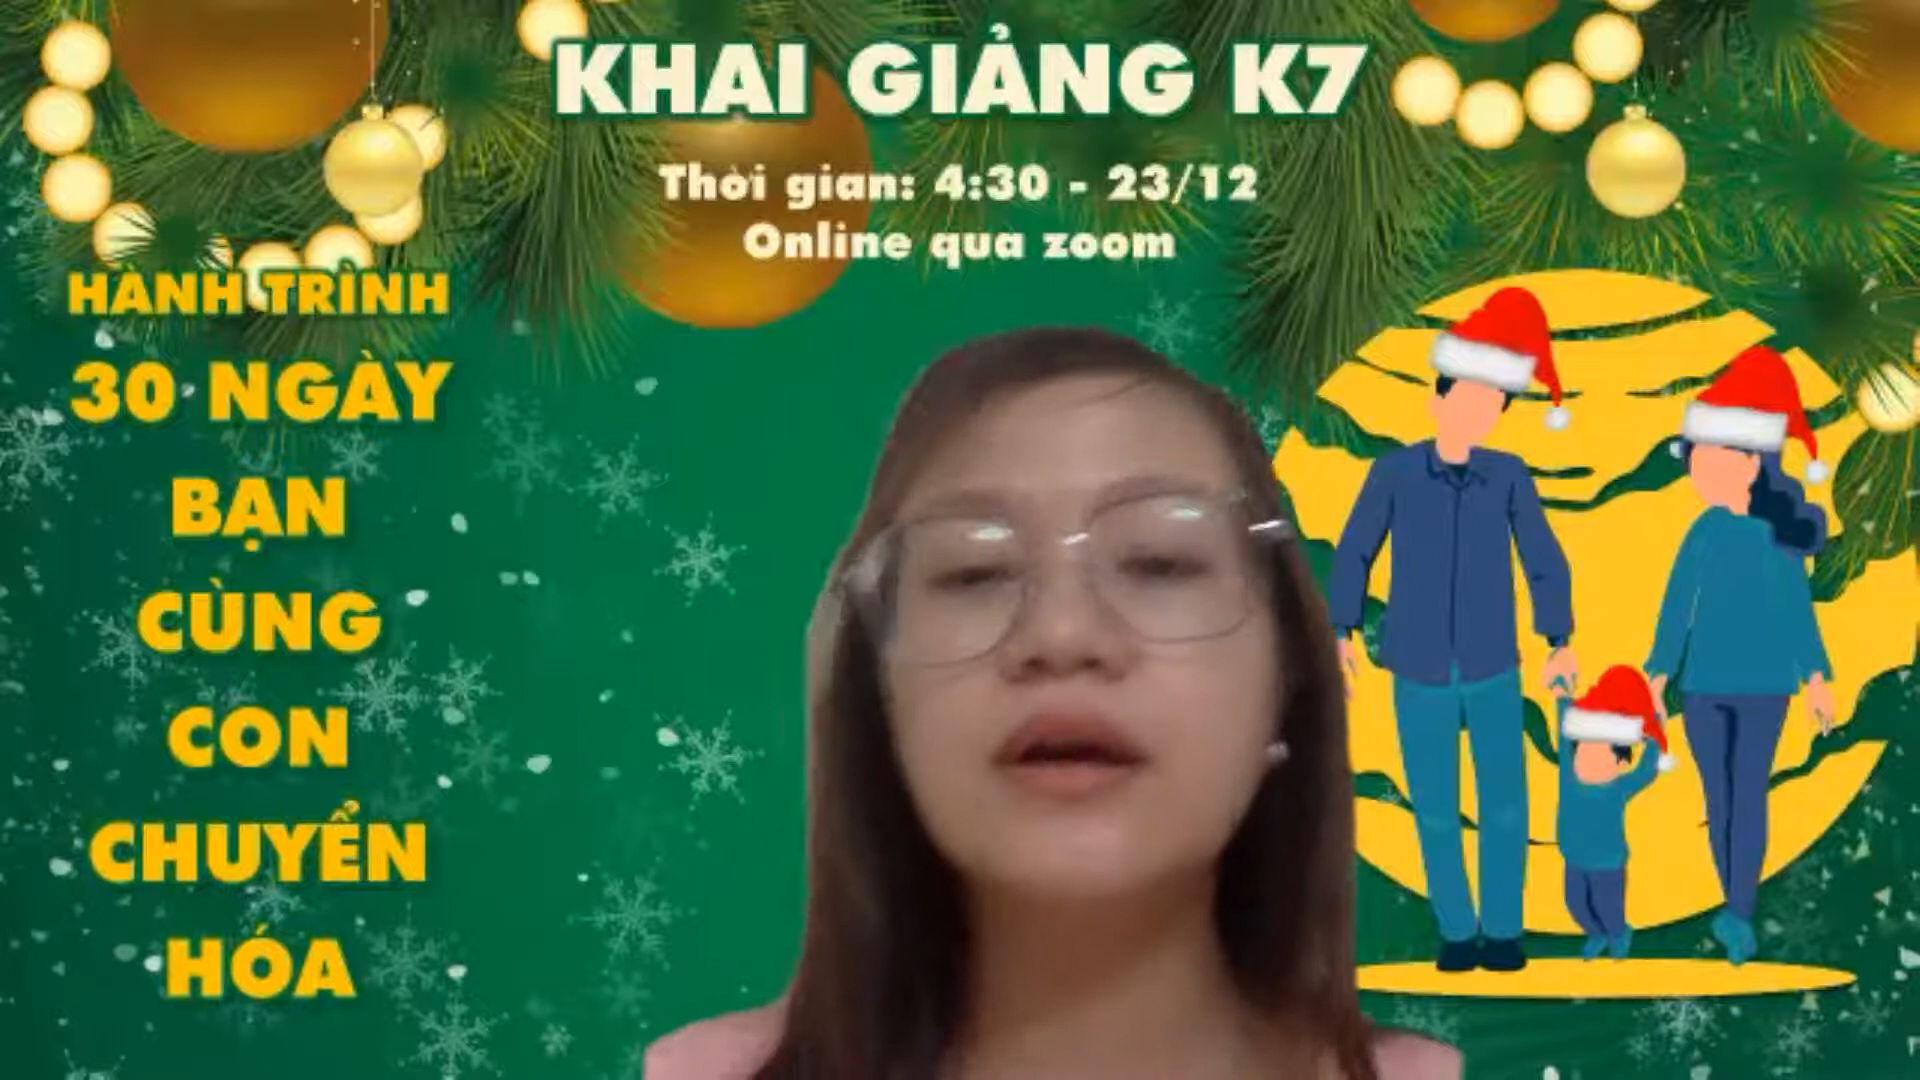 KHAI GIẢNG K7
Thời gian: 4:30 - 23/12
Online qua zoom
HÀNH TRÌNH
30 NGÀY
BẠN
CÙNG
CON
CHUYỂN
HÓA